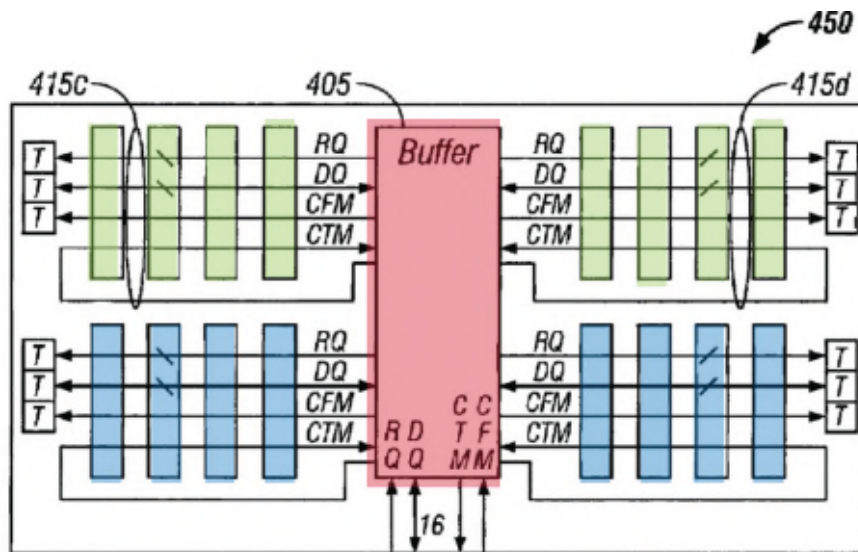 450
415c 405 415d
Buffer
T RQ RQ T
T DQ DQ T
T CFM CFM T
CTM CTM
T RQ RQ T
T DQ DQ T
T CFM C C CFM T
CTM R D T F CTM
Q Q M M
16